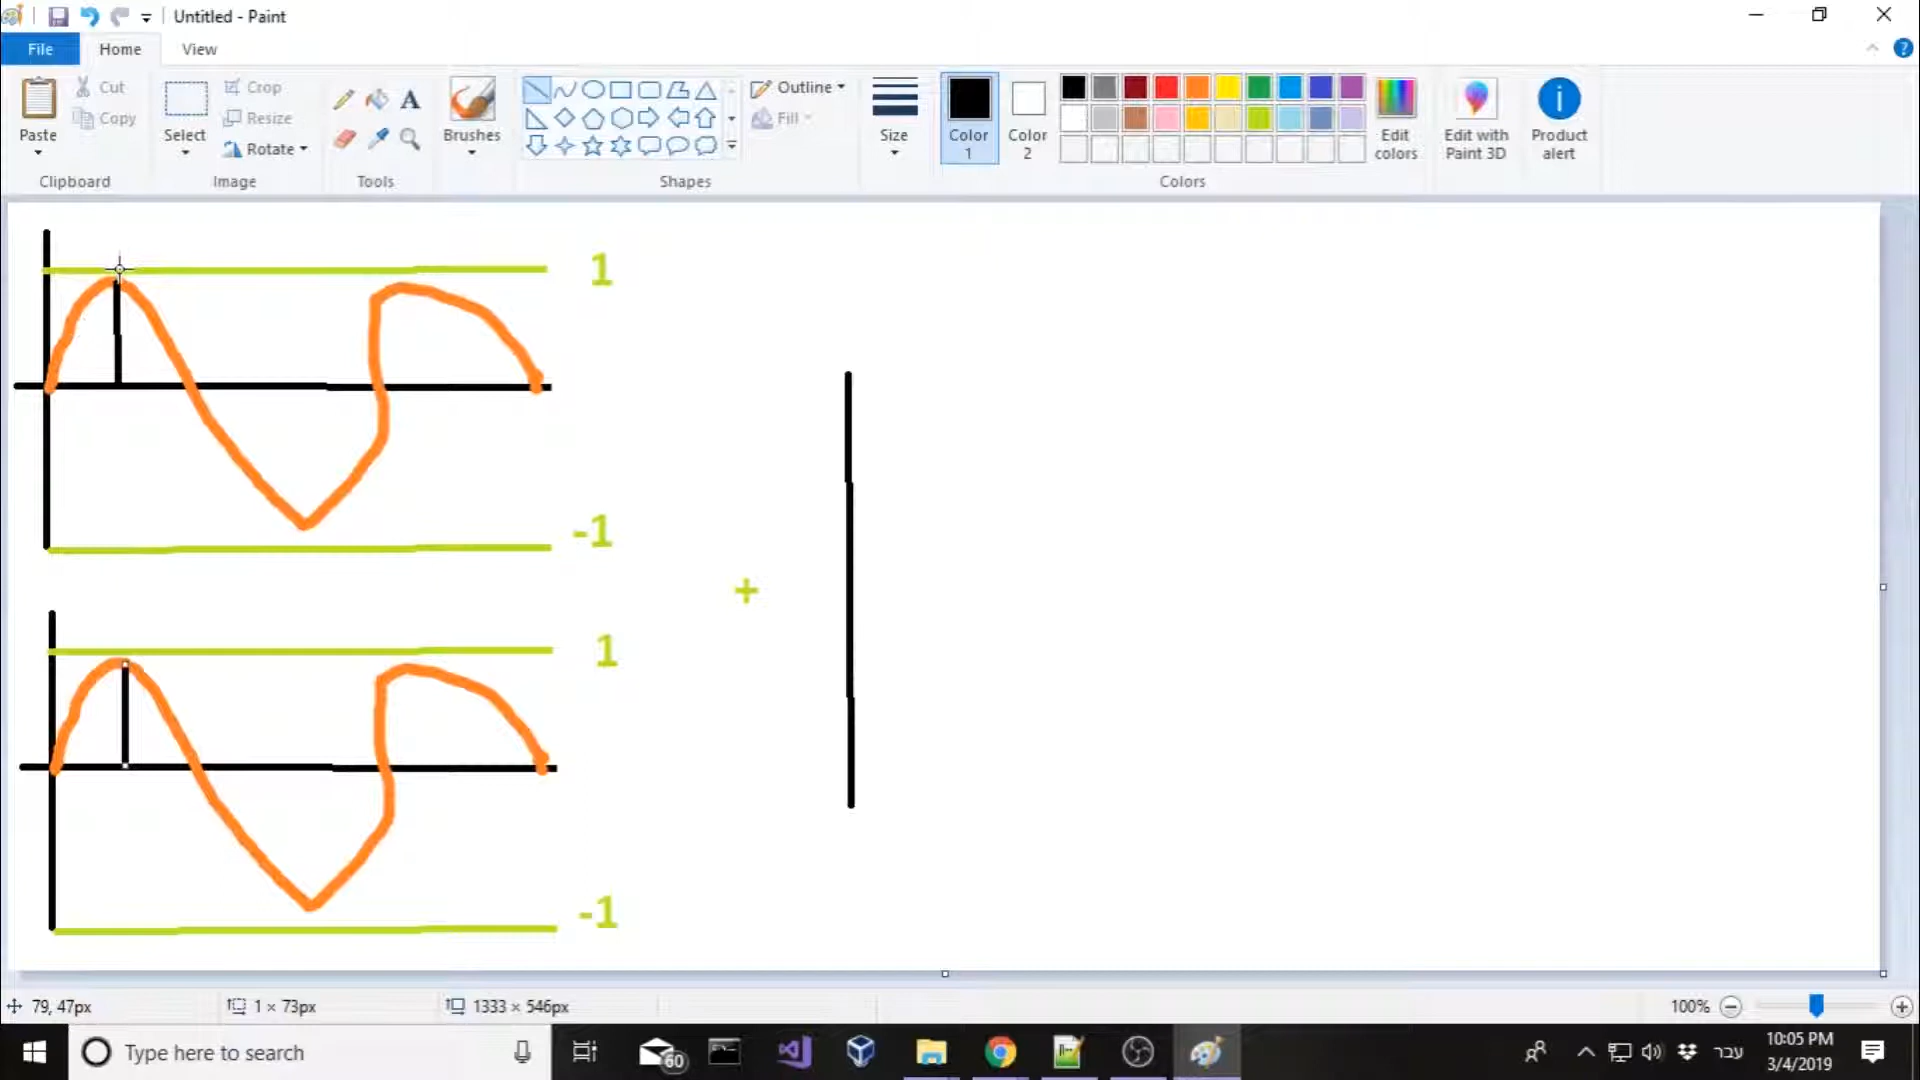 Untitled - Paint
File Home View
Paste
Cut
Copy
Clipboard
Select
Crop
Resize
Rotate
Image
A
Tools
Brushes
Shapes
Outline
Fill
Size
Color 1
Color 2
Edit colors
Colors
Edit with Paint 3D
Product alert
1
-1
+
1
-1
79, 47px
1 × 73px
1333 × 546px
100%
Type here to search
60
עבר
10:05 PM
3/4/2019